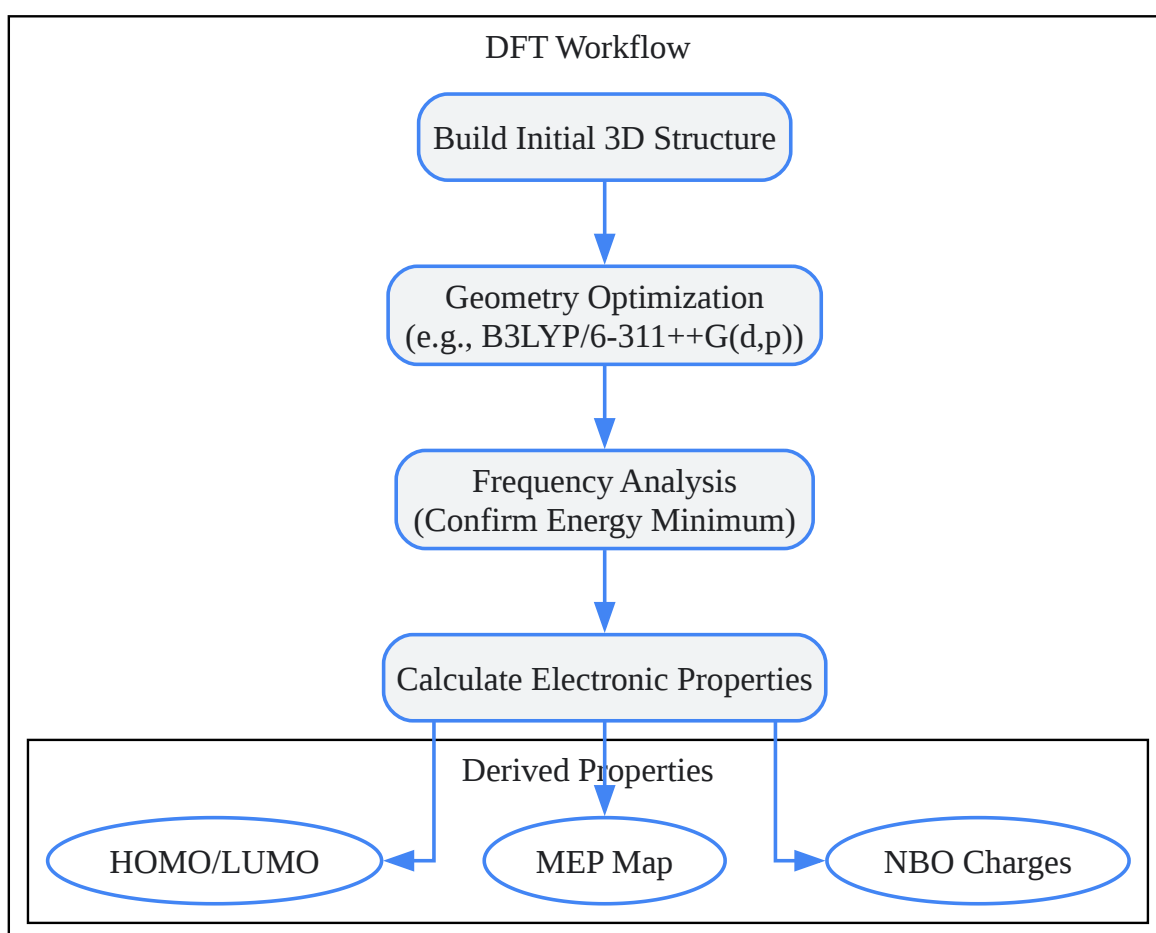 DFT Workflow
Build Initial 3D Structure
Geometry Optimization
(e.g., B3LYP/6-311++G(d,p))
Frequency Analysis
(Confirm Energy Minimum)
Calculate Electronic Properties
Derived Properties
HOMO/LUMO
MEP Map
NBO Charges